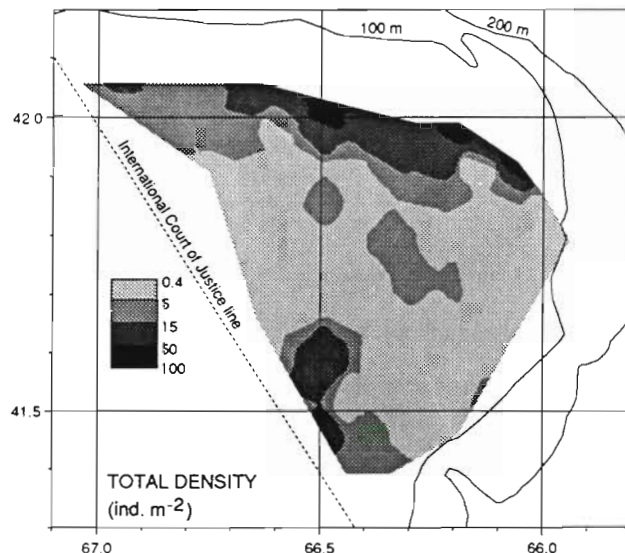 100 m
200 m
42.0
International Court of Justice line
0.4
5
15
50
100
41.5
TOTAL DENSITY
(ind. m-2)
67.0
66.5
66.0